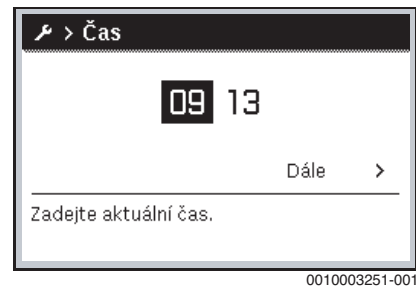 > Čas
09 13
Dále >
Zadejte aktuální čas.
0010003251-001